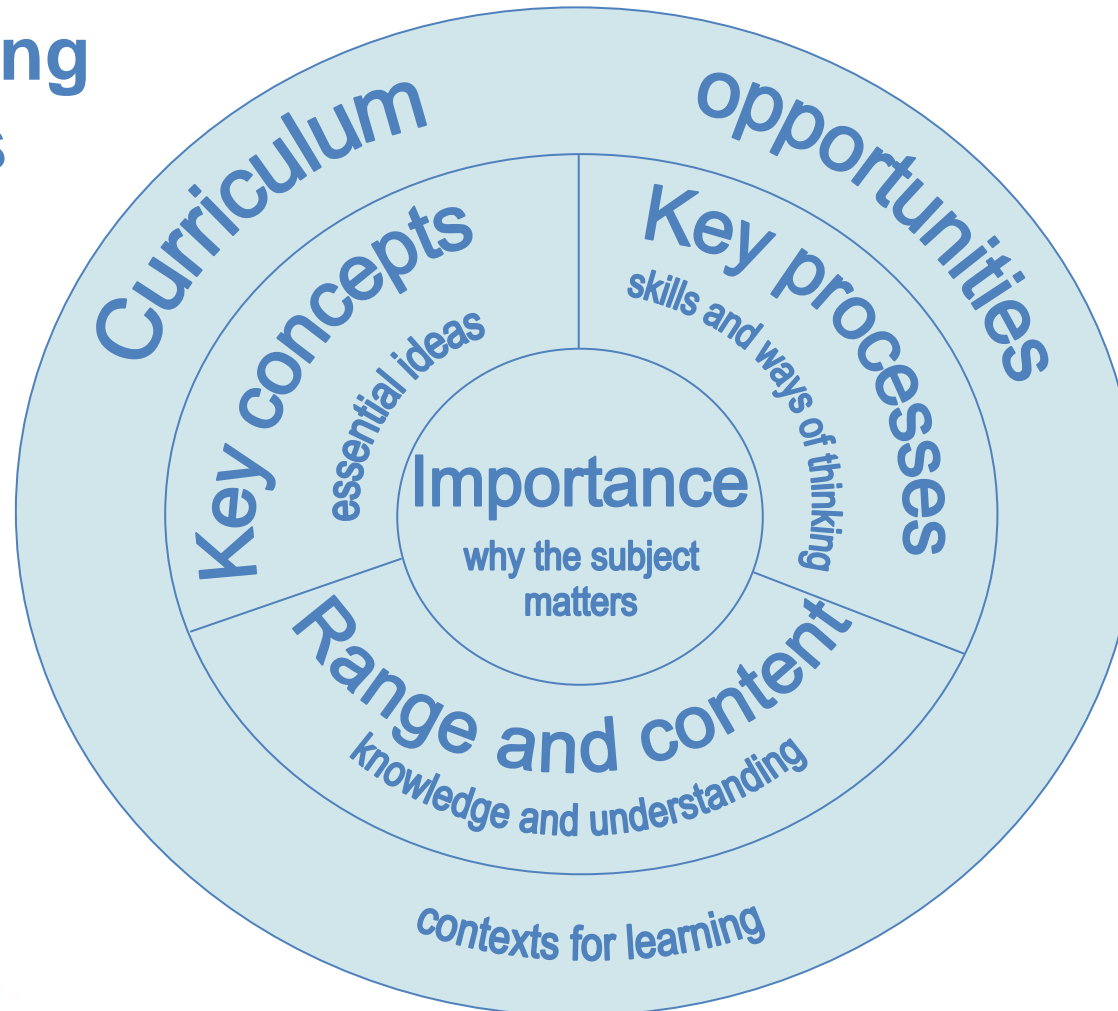 ng
s
Curriculum opportunities
Key concepts
essential ideas
Key processes
skills and ways of thinking
Importance
why the subject
matters
Range and content
knowledge and understanding
contexts for learning